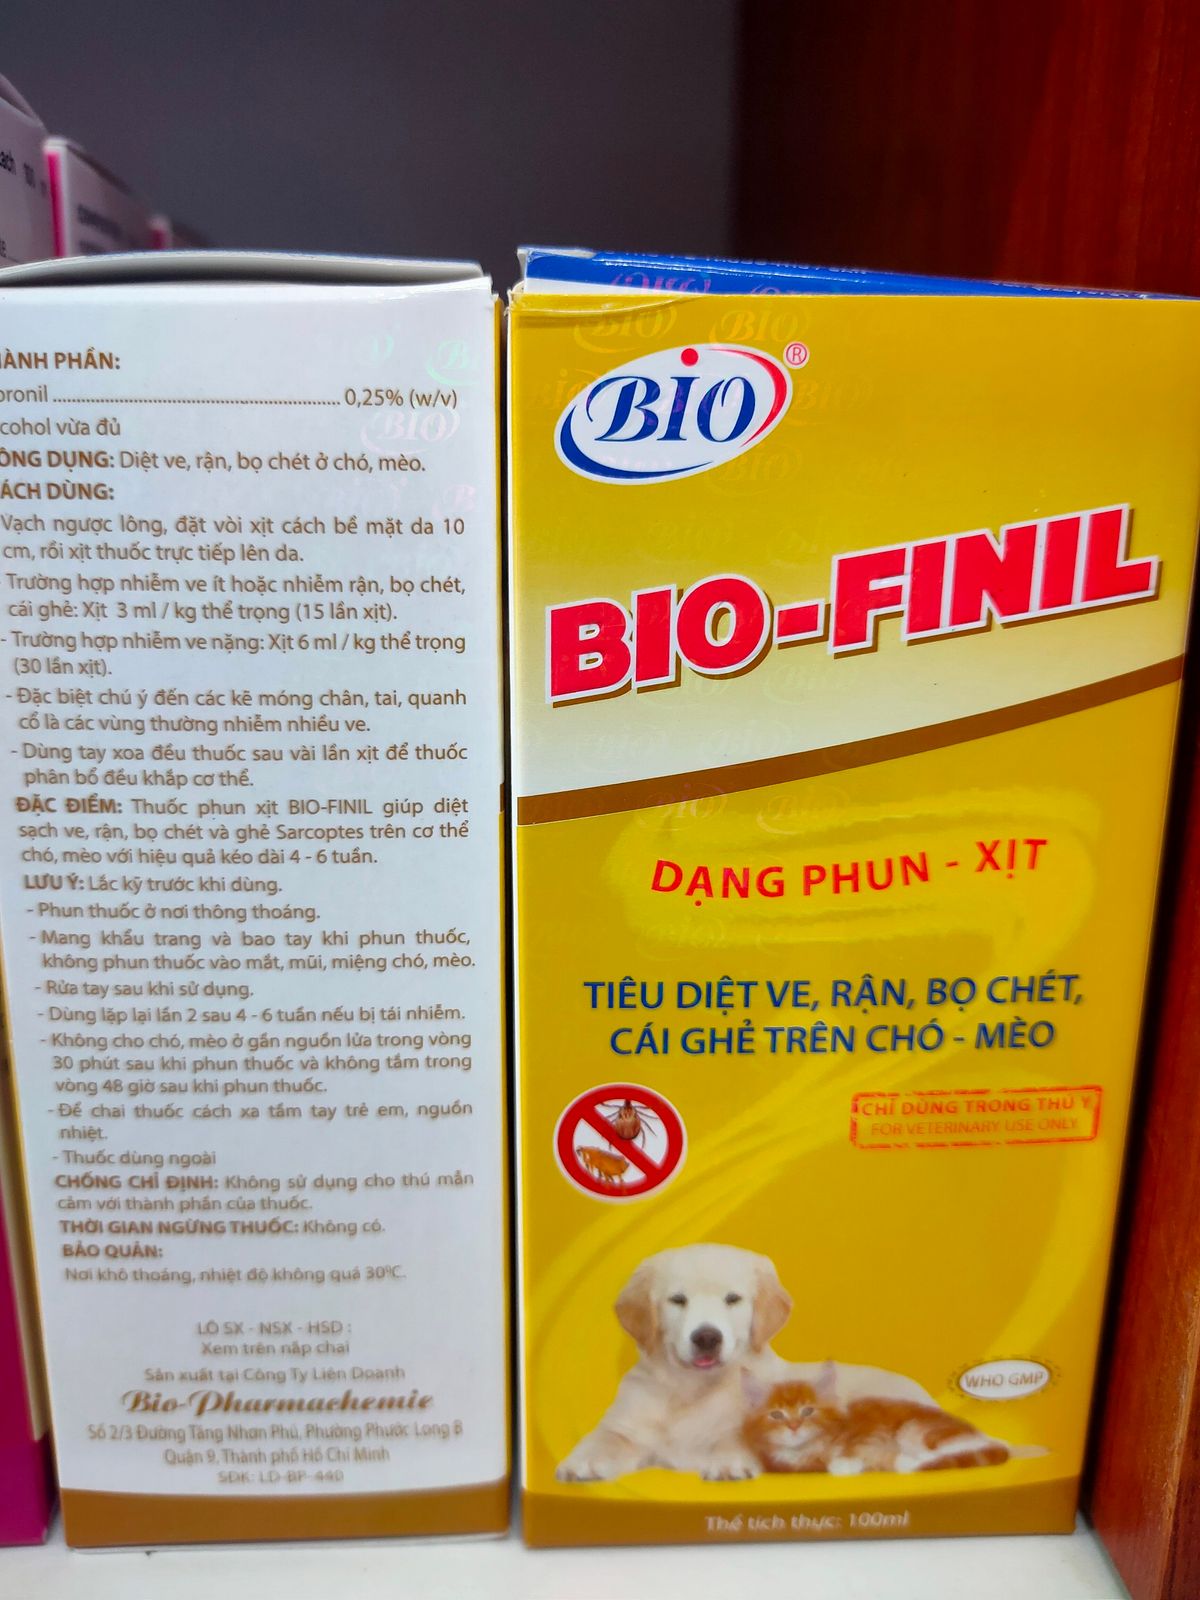 ÀNH PHẦN:
pronil ........ 0,25% (w/v)
cohol vừa đủ
ÔNG DỤNG: Diệt ve, rận, bọ chét ở chó, mèo.
ÁCH DÙNG:
Vạch ngược lông, đặt vòi xịt cách bề mặt da 10
cm, rồi xịt thuốc trực tiếp lên da.
- Trường hợp nhiễm ve ít hoặc nhiễm rận, bọ chét,
cái ghẻ: Xịt 3 ml / kg thể trọng (15 lần xịt).
- Trường hợp nhiễm ve nặng: Xịt 6 ml / kg thể trọng
(30 lần xịt).
- Đặc biệt chú ý đến các kẽ móng chân, tai, quanh
cổ là các vùng thường nhiễm nhiều ve.
- Dùng tay xoa đều thuốc sau vài lần xịt để thuốc
phân bổ đều khắp cơ thể.
ĐẶC ĐIỂM: Thuốc phun xịt BIO-FINIL giúp diệt
sạch ve, rận, bọ chét và ghẻ Sarcoptes trên cơ thể
chó, mèo với hiệu quả kéo dài 4 - 6 tuần.
LƯU Ý: Lắc kỹ trước khi dùng.
- Phun thuốc ở nơi thông thoáng.
- Mang khẩu trang và bao tay khi phun thuốc,
không phun thuốc vào mắt, mũi, miệng chó, mèo.
- Rửa tay sau khi sử dụng.
- Dùng lặp lại lần 2 sau 4 - 6 tuần nếu bị tái nhiễm.
- Không cho chó, mèo ở gần nguồn lửa trong vòng
30 phút sau khi phun thuốc và không tắm trong
vòng 48 giờ sau khi phun thuốc.
- Để chai thuốc cách xa tầm tay trẻ em, nguồn
nhiệt.
- Thuốc dùng ngoài
CHỐNG CHỈ ĐỊNH: Không sử dụng cho thú mẫn
cảm với thành phần của thuốc.
THỜI GIAN NGỪNG THUỐC: Không có.
BẢO QUẢN:
Nơi khô thoáng, nhiệt độ không quá 30ºC.
LÔ SX - NSX - HSD :
Xem trên nắp chai
Sản xuất tại Công Ty Liên Doanh
Bio-Pharmachemie
Số 2/3 Đường Tăng Nhơn Phú, Phường Phước Long B
Quận 9, Thành phố Hồ Chí Minh
SĐK: LD-BP-440
BIO®
BIO-FINIL
DẠNG PHUN - XỊT
TIÊU DIỆT VE, RẬN, BỌ CHÉT,
CÁI GHẺ TRÊN CHÓ - MÈO
CHỈ DÙNG TRONG THÚ Y
FOR VETERINARY USE ONLY
WHO GMP
Thể tích thực: 100ml